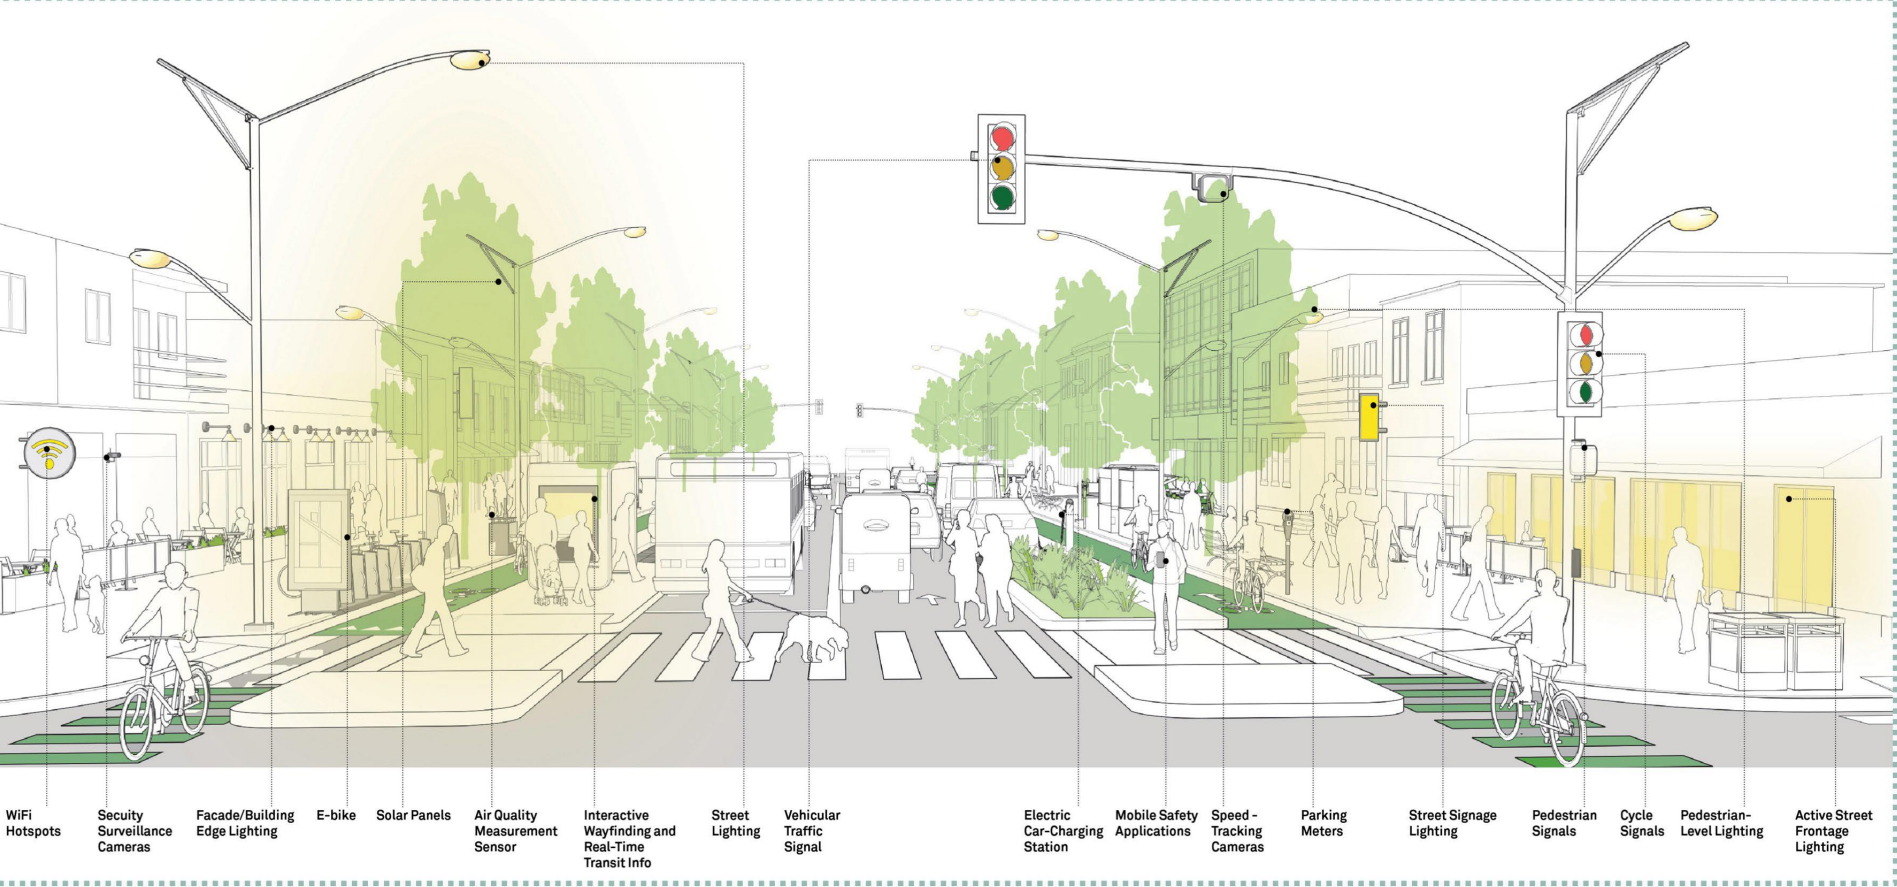 WiFi
Hotspots
Secuity
Surveillance
Cameras
Facade/Building
Edge Lighting
E-bike
Solar Panels
Air Quality
Measurement
Sensor
Interactive
Wayfinding and
Real-Time
Transit Info
Street
Lighting
Vehicular
Traffic
Signal
Electric
Car-Charging
Station
Mobile Safety
Applications
Speed -
Tracking
Cameras
Parking
Meters
Street Signage
Lighting
Pedestrian
Signals
Cycle
Signals
Pedestrian-
Level Lighting
Active Street
Frontage
Lighting